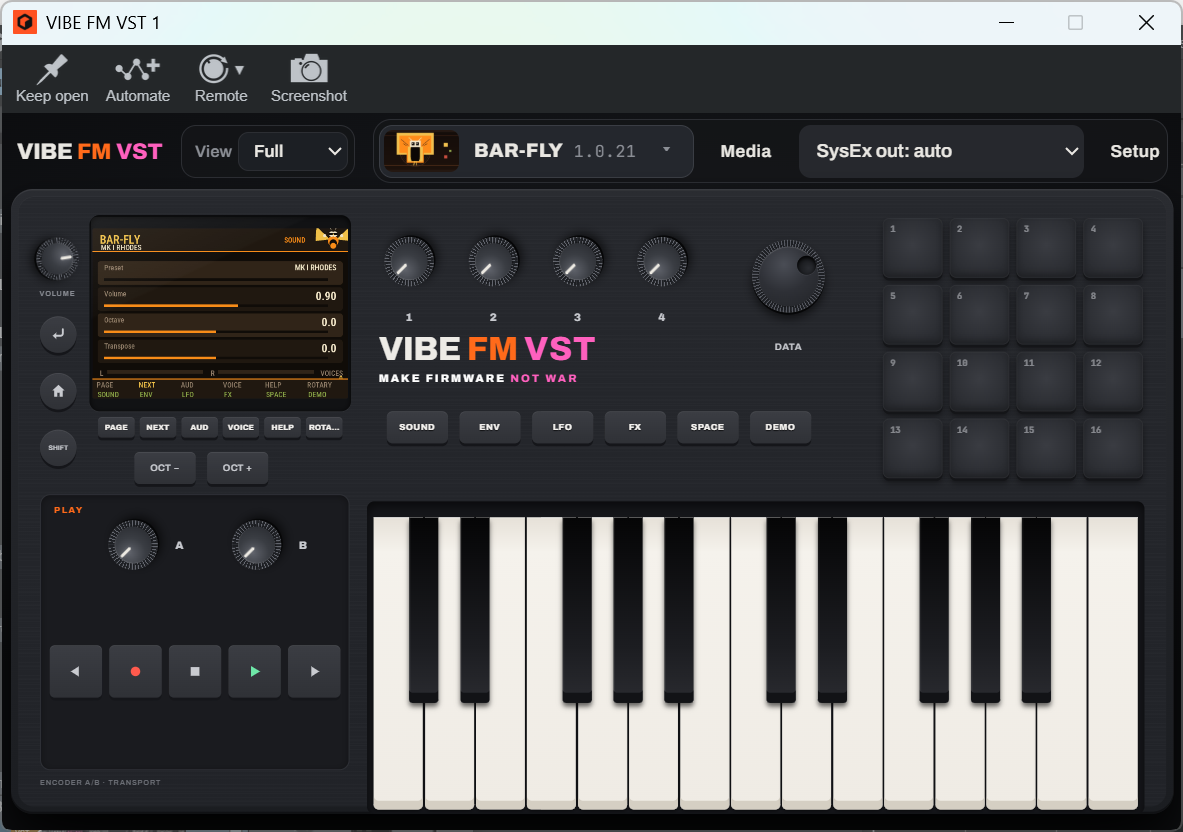 VIBE FM VST 1
Keep open Automate Remote Screenshot
VIBE FM VST View Full BAR-FLY 1.0.21 Media SysEx out: auto Setup
VOLUME
SHIFT
BAR-FLY
MK I RHODES
SOUND
Preset MK I RHODES
Volume 0.90
Octave 0.0
Transpose 0.0
L R VOICES
PAGE NEXT AUD VOICE HELP ROTARY
SOUND ENV LFO FX SPACE DEMO
PAGE NEXT AUD VOICE HELP ROTA...
OCT – OCT +
1 2 3 4
DATA
VIBE FM VST
MAKE FIRMWARE NOT WAR
SOUND ENV LFO FX SPACE DEMO
1 2 3 4
5 6 7 8
9 10 11 12
13 14 15 16
PLAY
A B
ENCODER A/B · TRANSPORT